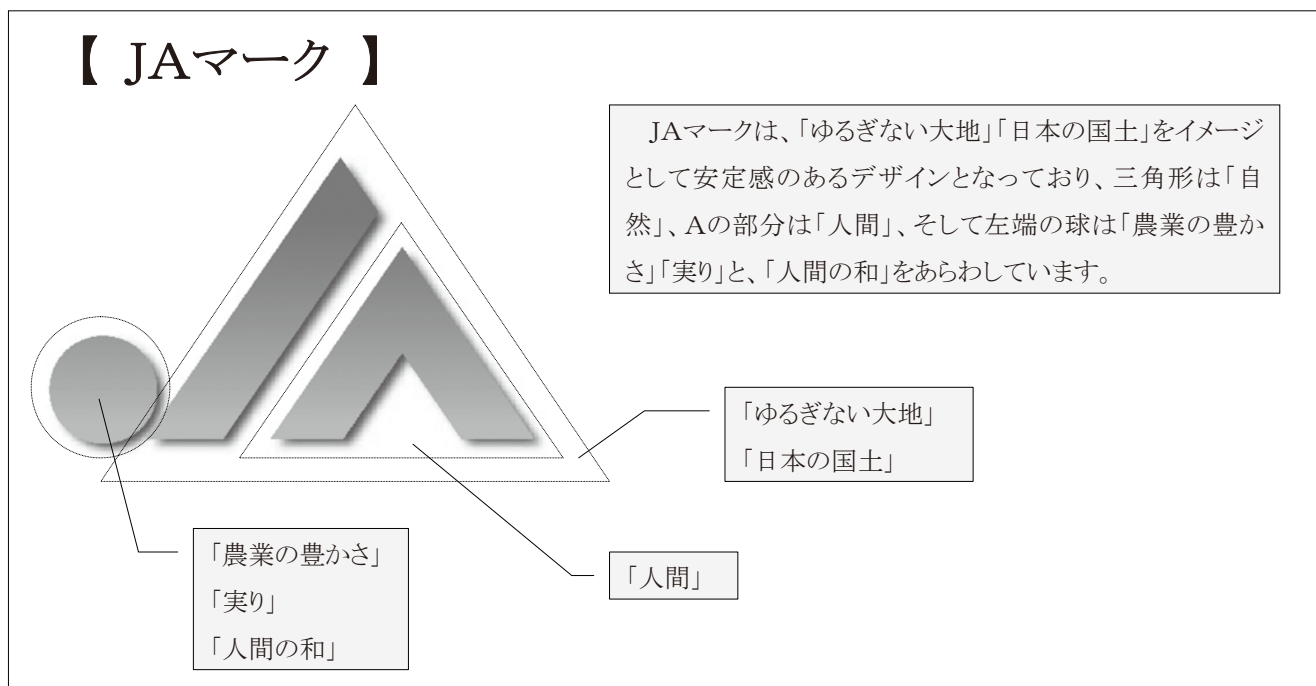 【 JAマーク 】
JAマークは、「ゆるぎない大地」「日本の国土」をイメージ
として安定感のあるデザインとなっており、三角形は「自
然」、Aの部分は「人間」、そして左端の球は「農業の豊か
さ」「実り」と、「人間の和」をあらわしています。
「ゆるぎない大地」
「日本の国土」
「農業の豊かさ」
「実り」
「人間の和」
「人間」